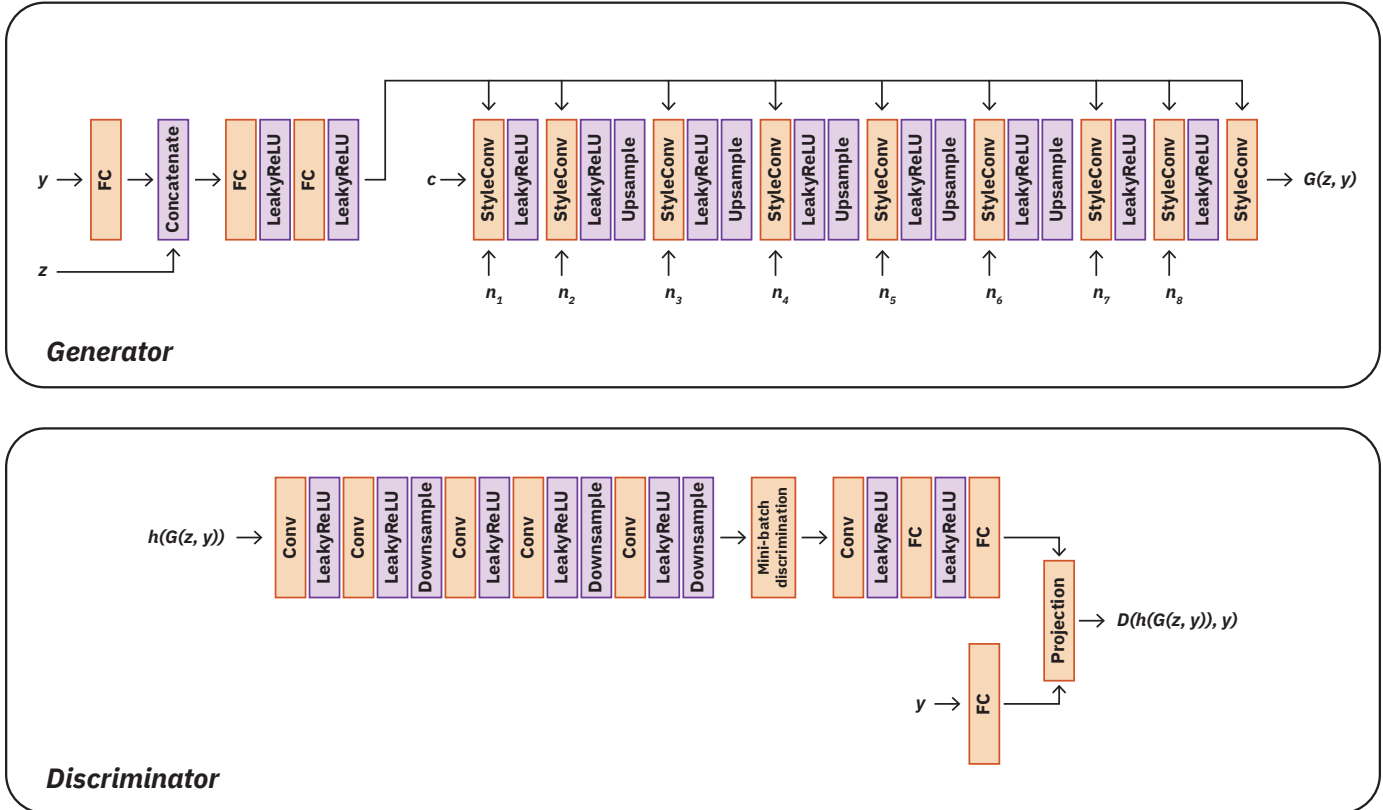 y
FC
Concatenate
z
FC
LeakyReLU
FC
LeakyReLU
c
StyleConv
LeakyReLU
StyleConv
LeakyReLU
Upsample
StyleConv
LeakyReLU
Upsample
StyleConv
LeakyReLU
Upsample
StyleConv
LeakyReLU
Upsample
StyleConv
LeakyReLU
Upsample
StyleConv
LeakyReLU
StyleConv
LeakyReLU
StyleConv
G(z, y)
n₁
n₂
n₃
n₄
n₅
n₆
n₇
n₈
Generator
h(G(z, y))
Conv
LeakyReLU
Conv
LeakyReLU
Downsample
Conv
LeakyReLU
Conv
LeakyReLU
Downsample
Conv
LeakyReLU
Downsample
Mini-batch
discrimination
Conv
LeakyReLU
FC
LeakyReLU
FC
Projection
D(h(G(z, y)), y)
y
FC
Discriminator